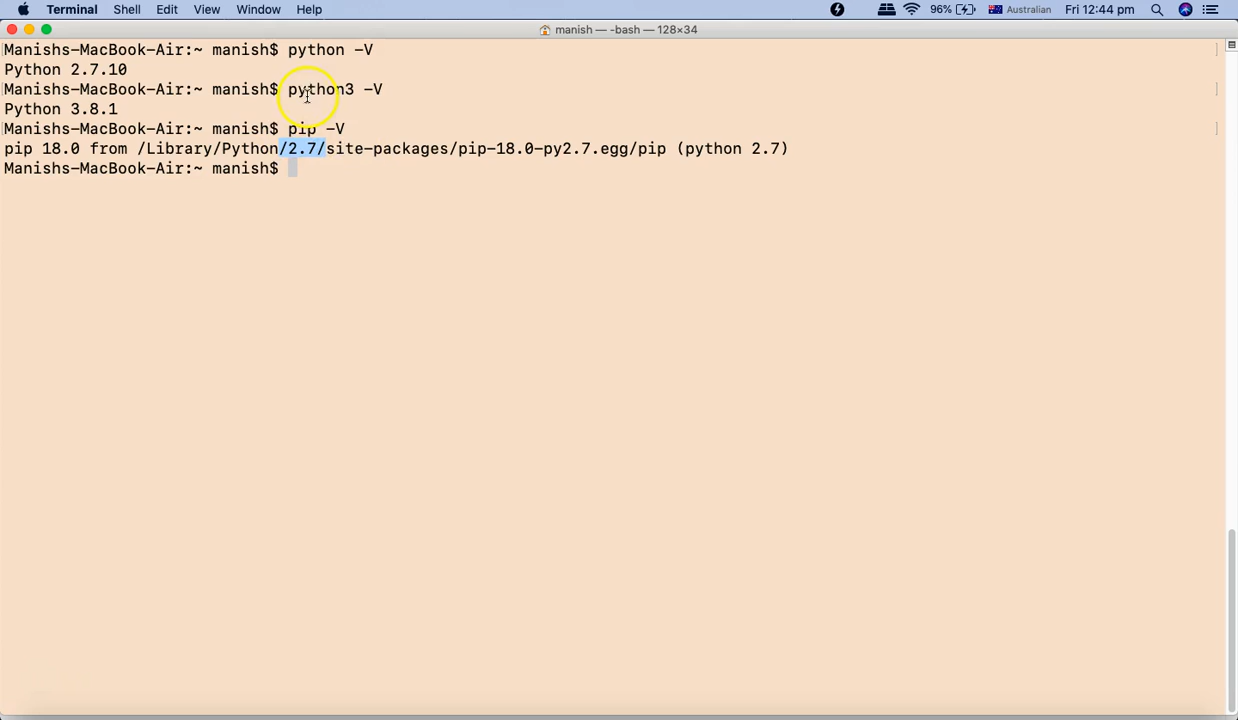 Terminal Shell Edit View Window Help 96% Australian Fri 12:44 pm
manish — -bash — 128×34
Manishs-MacBook-Air:~ manish$ python -V
Python 2.7.10
Manishs-MacBook-Air:~ manish$ python3 -V
Python 3.8.1
Manishs-MacBook-Air:~ manish$ pip -V
pip 18.0 from /Library/Python/2.7/site-packages/pip-18.0-py2.7.egg/pip (python 2.7)
Manishs-MacBook-Air:~ manish$